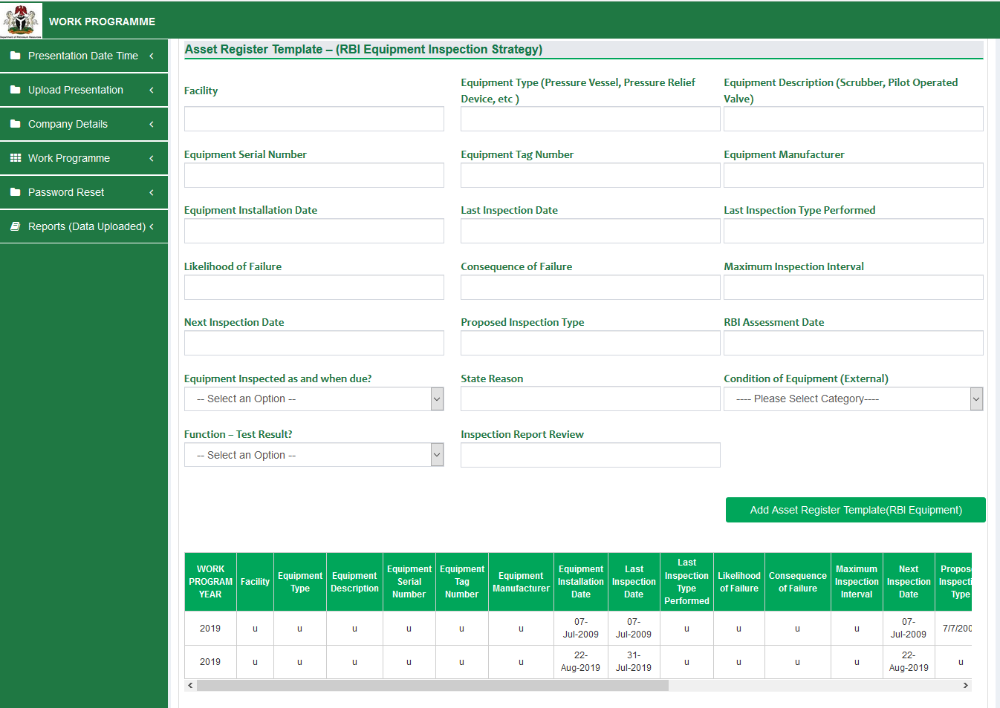 WORK PROGRAMME
Department of Petroleum Resources
Presentation Date Time
Upload Presentation
Company Details
Work Programme
Password Reset
Reports (Data Uploaded)
Asset Register Template – (RBI Equipment Inspection Strategy)
Facility
Equipment Type (Pressure Vessel, Pressure Relief
Device, etc )
Equipment Description (Scrubber, Pilot Operated
Valve)
Equipment Serial Number
Equipment Tag Number
Equipment Manufacturer
Equipment Installation Date
Last Inspection Date
Last Inspection Type Performed
Likelihood of Failure
Consequence of Failure
Maximum Inspection Interval
Next Inspection Date
Proposed Inspection Type
RBI Assessment Date
Equipment Inspected as and when due?
State Reason
Condition of Equipment (External)
-- Select an Option --
---- Please Select Category----
Function – Test Result?
Inspection Report Review
-- Select an Option --
Add Asset Register Template(RBI Equipment)
WORK
PROGRAM
YEAR
Facility
Equipment
Type
Equipment
Description
Equipment
Serial
Number
Equipment
Tag
Number
Equipment
Manufacturer
Equipment
Installation
Date
Last
Inspection
Date
Last
Inspection
Type
Performed
Likelihood
of Failure
Consequence
of Failure
Maximum
Inspection
Interval
Next
Inspection
Date
Propos
Inspecti
Type
2019 u u u u u u 07- 07- u u u u 07- 7/7/200
Jul-2009 Jul-2009 Jul-2009
2019 u u u u u u 22- 31- u u u u 22- u
Aug-2019 Jul-2019 Aug-2019